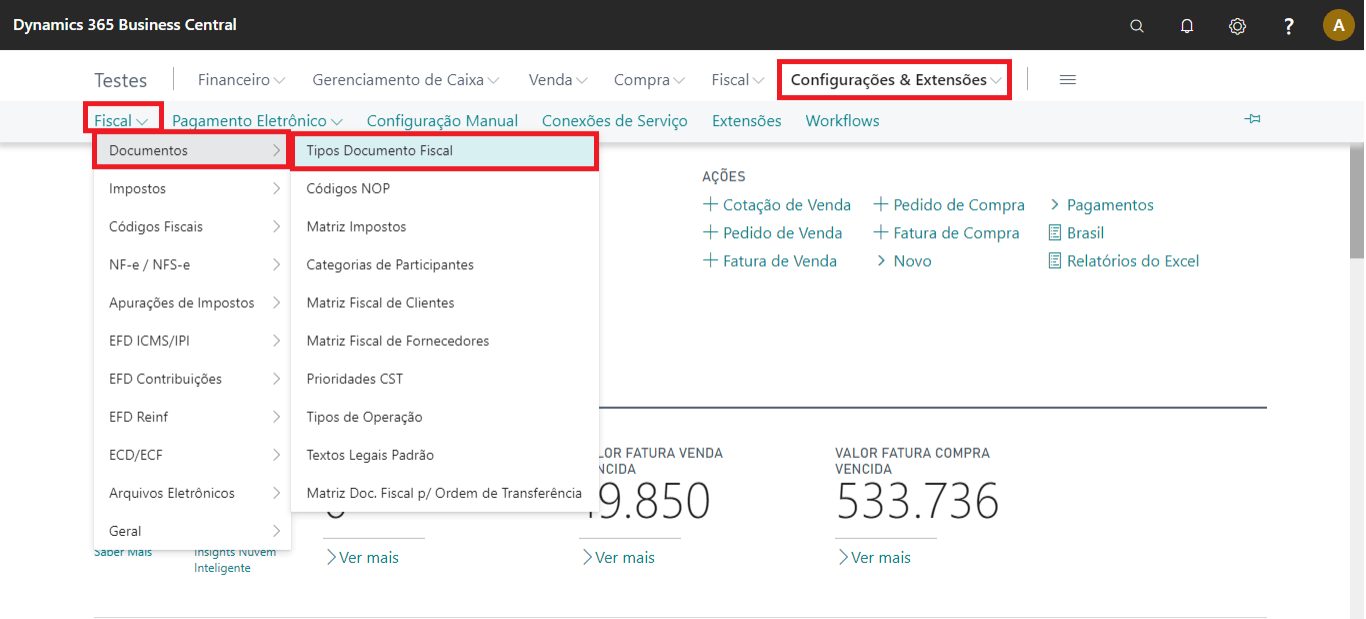 Dynamics 365 Business Central
?
A
Testes
Financeiro
Gerenciamento de Caixa
Venda
Compra
Fiscal
Configurações & Extensões
Fiscal
Pagamento Eletrônico
Configuração Manual
Conexões de Serviço
Extensões
Workflows
Documentos
Impostos
Códigos Fiscais
NF-e / NFS-e
Apurações de Impostos
EFD ICMS/IPI
EFD Contribuições
EFD Reinf
ECD/ECF
Arquivos Eletrônicos
Geral
Tipos Documento Fiscal
Códigos NOP
Matriz Impostos
Categorias de Participantes
Matriz Fiscal de Clientes
Matriz Fiscal de Fornecedores
Prioridades CST
Tipos de Operação
Textos Legais Padrão
Matriz Doc. Fiscal p/ Ordem de Transferência
AÇÕES
Cotação de Venda
Pedido de Venda
Fatura de Venda
Pedido de Compra
Fatura de Compra
Novo
Pagamentos
Brasil
Relatórios do Excel
LOR FATURA VENDA
NCIDA
9.850
VALOR FATURA COMPRA
VENCIDA
533.736
Saber Mais
Insights Nuvem
Inteligente
Ver mais
Ver mais
Ver mais